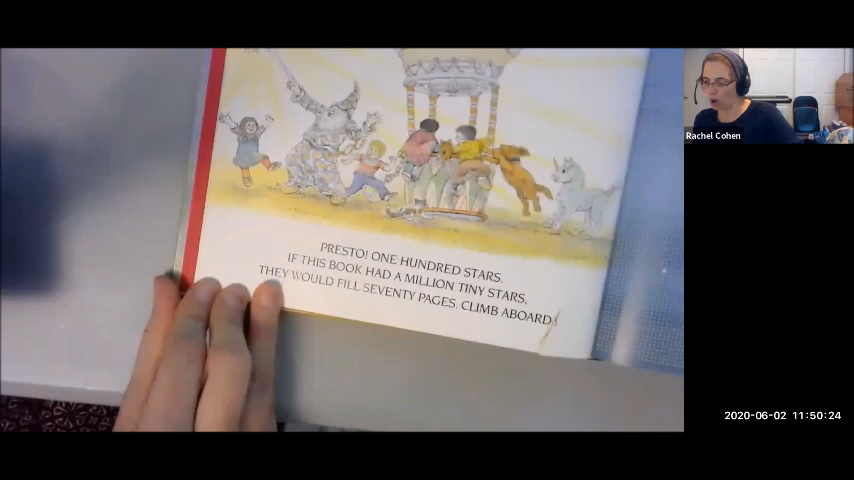 PRESTO! ONE HUNDRED STARS.
IF THIS BOOK HAD A MILLION TINY STARS,
THEY WOULD FILL SEVENTY PAGES. CLIMB ABOARD!
Rachel Cohen
2020-06-02 11:50:24